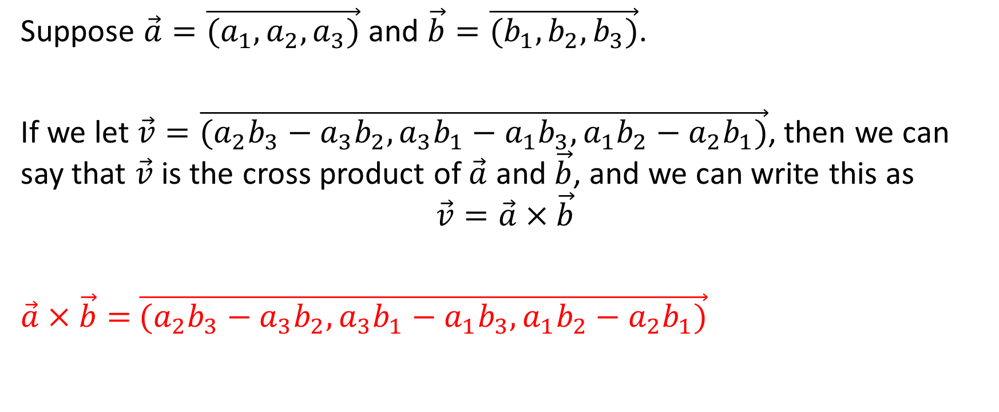 Suppose $\vec{a} = \overrightarrow{(a_1, a_2, a_3)}$ and $\vec{b} = \overrightarrow{(b_1, b_2, b_3)}$.
If we let $\vec{v} = \overrightarrow{(a_2b_3 - a_3b_2, a_3b_1 - a_1b_3, a_1b_2 - a_2b_1)}$, then we can
say that $\vec{v}$ is the cross product of $\vec{a}$ and $\vec{b}$, and we can write this as
$\vec{v} = \vec{a} \times \vec{b}$
$\vec{a} \times \vec{b} = \overrightarrow{(a_2b_3 - a_3b_2, a_3b_1 - a_1b_3, a_1b_2 - a_2b_1)}$